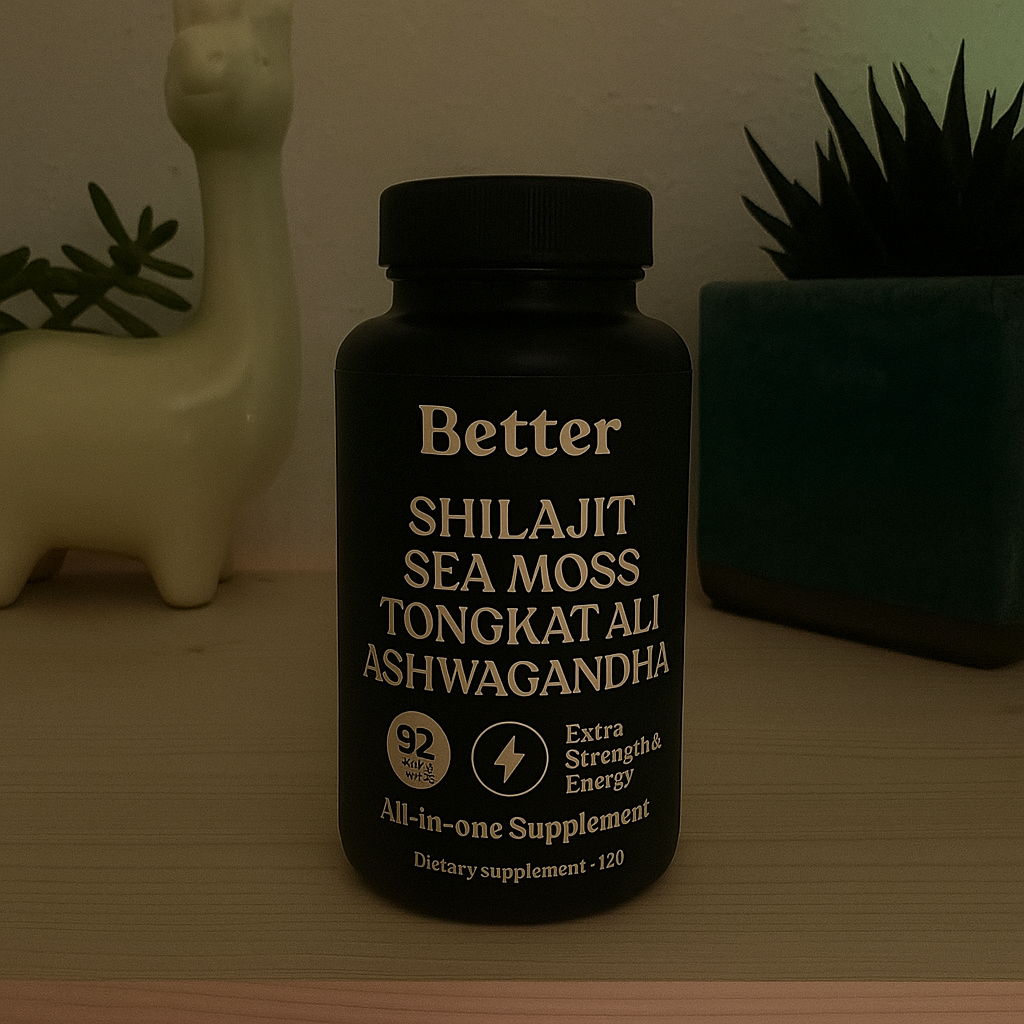 Better
SHILAJIT
SEA MOSS
TONGKAT ALI
ASHWAGANDHA
92
Extra
Strength &
Energy
All-in-one Supplement
Dietary supplement - 120